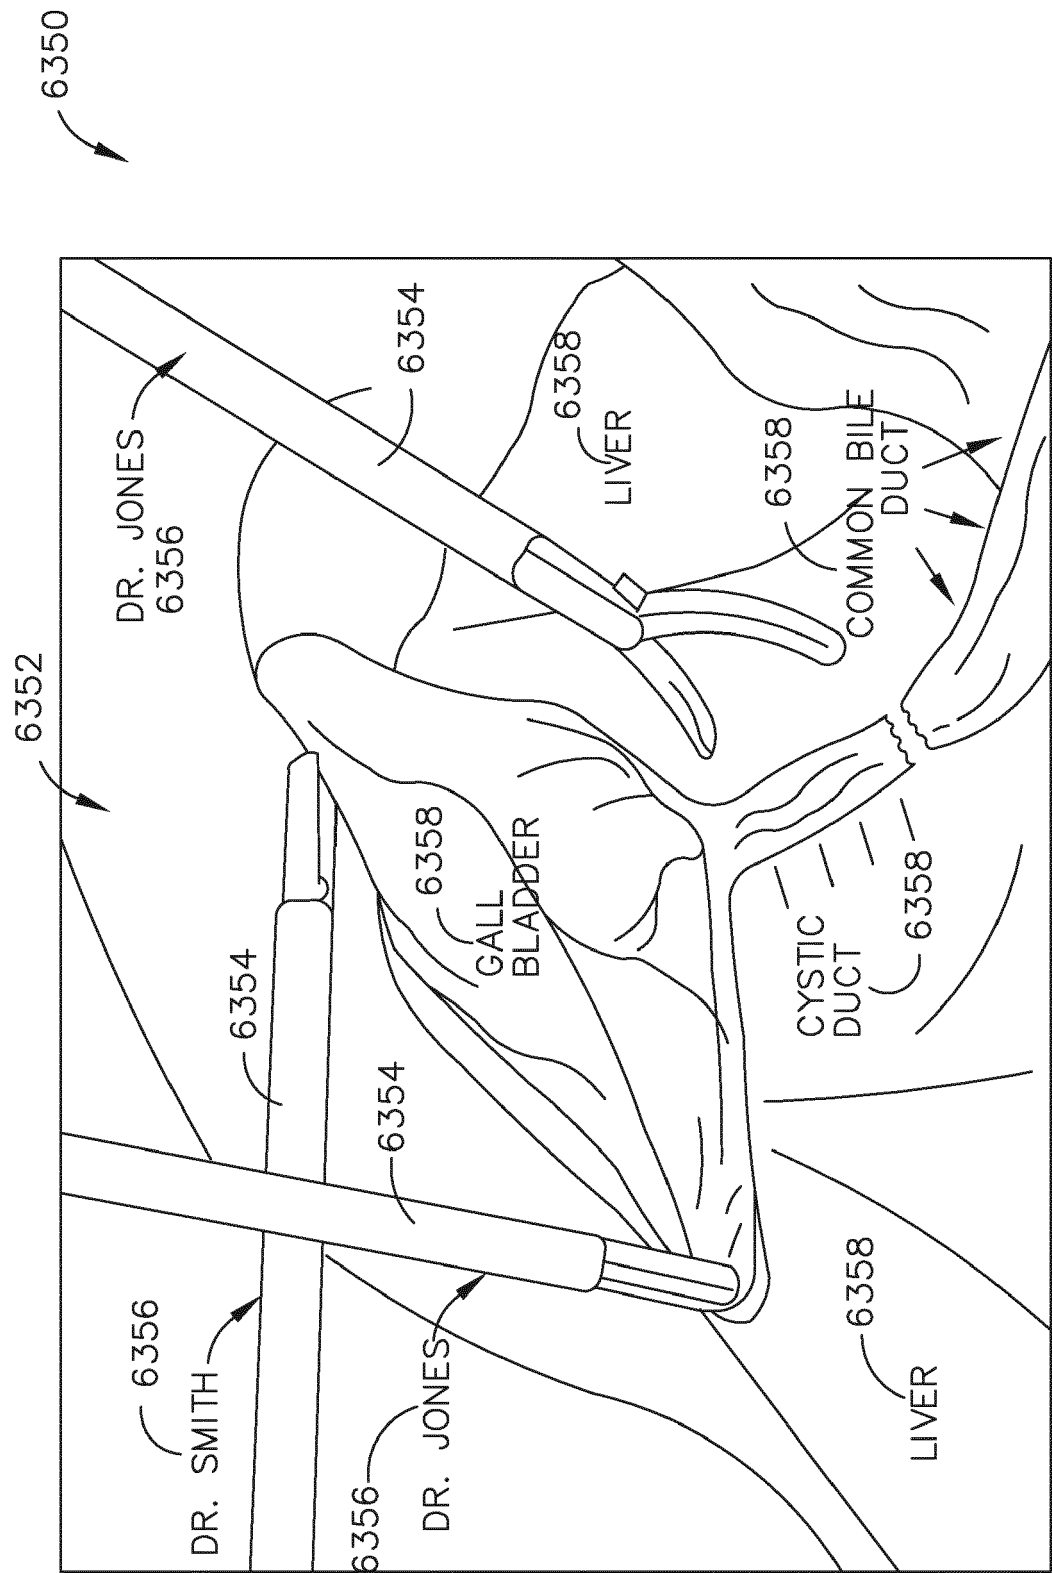 6350
6352
DR. SMITH
6356
6354
DR. JONES
6356
6356
DR. JONES
6354
6354
GALL
BLADDER
6358
LIVER
6358
CYSTIC
DUCT
6358
COMMON BILE
DUCT
6358
LIVER
6358